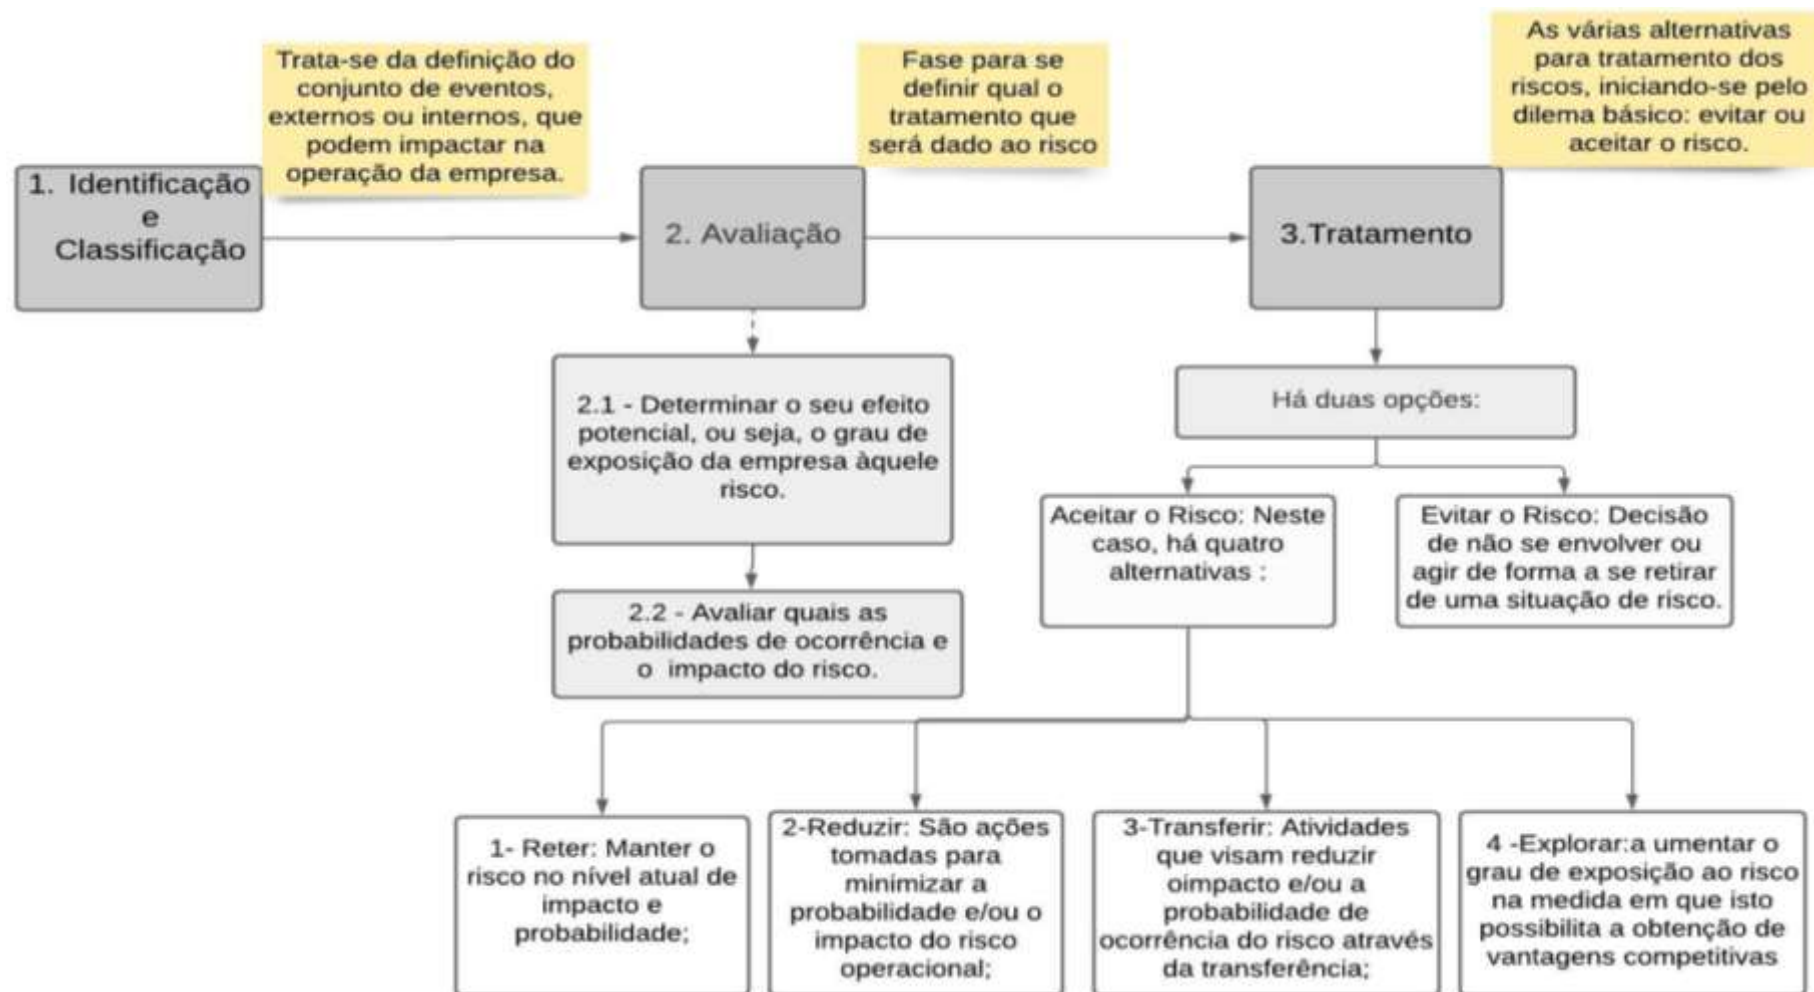 Trata-se da definição do
conjunto de eventos,
externos ou internos, que
podem impactar na
operação da empresa.
Fase para se
definir qual o
tratamento que
será dado ao risco
As várias alternativas
para tratamento dos
riscos, iniciando-se pelo
dilema básico: evitar ou
aceitar o risco.
1. Identificação
e
Classificação
2. Avaliação
3.Tratamento
2.1 - Determinar o seu efeito
potencial, ou seja, o grau de
exposição da empresa àquele
risco.
2.2 - Avaliar quais as
probabilidades de ocorrência e
o impacto do risco.
Há duas opções:
Aceitar o Risco: Neste
caso, há quatro
alternativas :
Evitar o Risco: Decisão
de não se envolver ou
agir de forma a se retirar
de uma situação de risco.
1- Reter: Manter o
risco no nível atual de
impacto e
probabilidade;
2-Reduzir: São ações
tomadas para
minimizar a
probabilidade e/ou o
impacto do risco
operacional;
3-Transferir: Atividades
que visam reduzir
oimpacto e/ou a
probabilidade de
ocorrência do risco através
da transferência;
4 -Explorar:a umentar o
grau de exposição ao risco
na medida em que isto
possibilita a obtenção de
vantagens competitivas